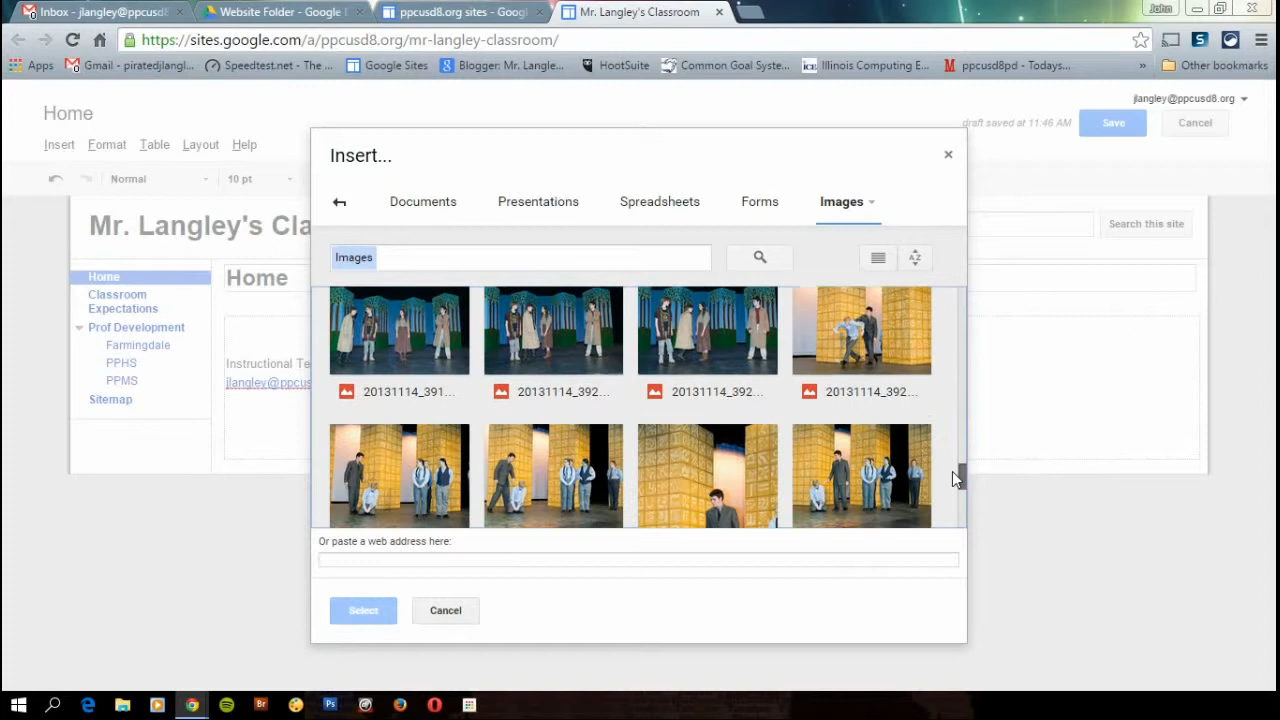 Inbox - jlangley@ppcusd8
Website Folder - Google
ppcusd8.org sites - Goog
Mr. Langley's Classroom
John
https://sites.google.com/a/ppcusd8.org/mr-langley-classroom/
Apps
Gmail - piratedjlangl...
Speedtest.net - The ...
Google Sites
Blogger: Mr. Langle...
HootSuite
Common Goal Syste...
Illinois Computing E...
ppcusd8pd - Todays...
»
Other bookmarks
Home
jlangley@ppcusd8.org
draft saved at 11:46 AM
Save
Cancel
Insert
Format
Table
Layout
Help
Normal
10 pt
Mr. Langley's Cla
Search this site
Home
Classroom
Expectations
Prof Development
Farmingdale
PPHS
PPMS
Sitemap
Home
Instructional Te
jlangley@ppcus
Insert...
Documents
Presentations
Spreadsheets
Forms
Images
Images
AZ
20131114_391...
20131114_392...
20131114_392...
20131114_392...
Or paste a web address here:
Select
Cancel
Br
Ps